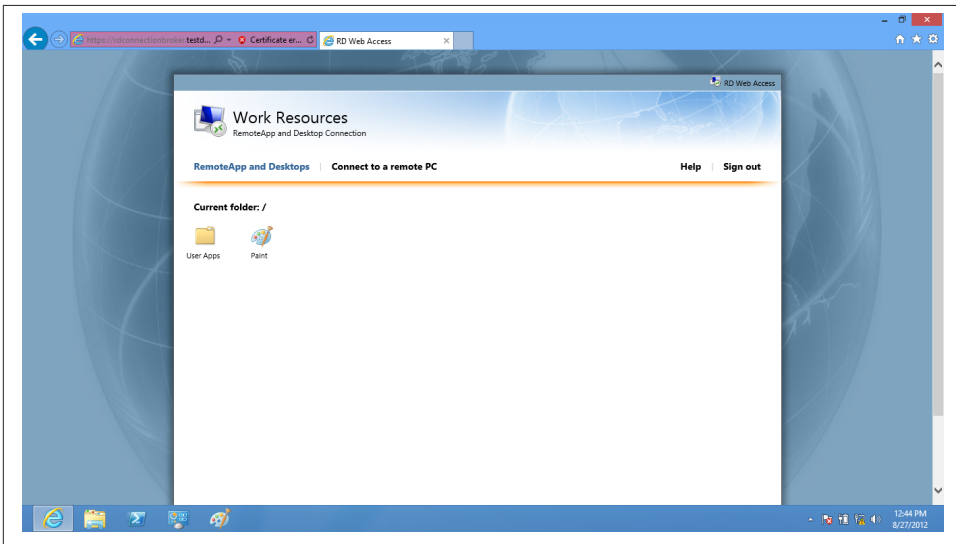 https://rdconnectionbroker.testd... Certificate er... RD Web Access
RD Web Access
Work Resources
RemoteApp and Desktop Connection
RemoteApp and Desktops | Connect to a remote PC Help | Sign out
Current folder: /
User Apps Paint
12:44 PM
8/27/2012